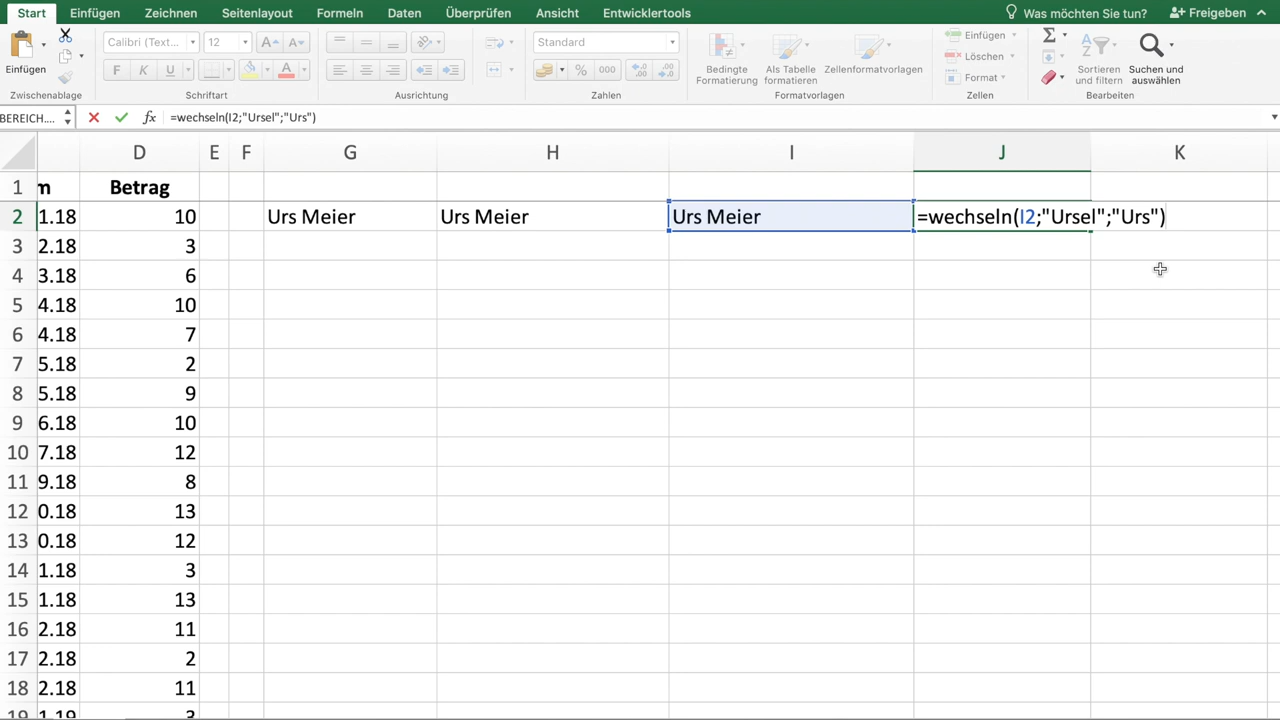 Start Einfügen Zeichnen Seitenlayout Formeln Daten Überprüfen Ansicht Entwicklertools Was möchten Sie tun? Freigeben
Calibri (Text... 12 Standard
Einfügen
F K U A % 000
Bedingte Formatierung
Als Tabelle formatieren
Zellenformatvorlagen
Einfügen
Löschen
Format
Sortieren und filtern
Suchen und auswählen
Zwischenablage Schriftart Ausrichtung Zahlen Formatvorlagen Zellen Bearbeiten
BEREICH.... fx =wechseln(I2;"Ursel";"Urs")
D E F G H I J K
1 m Betrag
2 1.18 10 Urs Meier Urs Meier Urs Meier =wechseln(I2;"Ursel";"Urs")
3 2.18 3
4 3.18 6
5 4.18 10
6 4.18 7
7 5.18 2
8 5.18 9
9 6.18 10
10 7.18 12
11 9.18 8
12 0.18 13
13 0.18 12
14 1.18 3
15 1.18 13
16 2.18 11
17 2.18 2
18 2.18 11
19 1.19 3